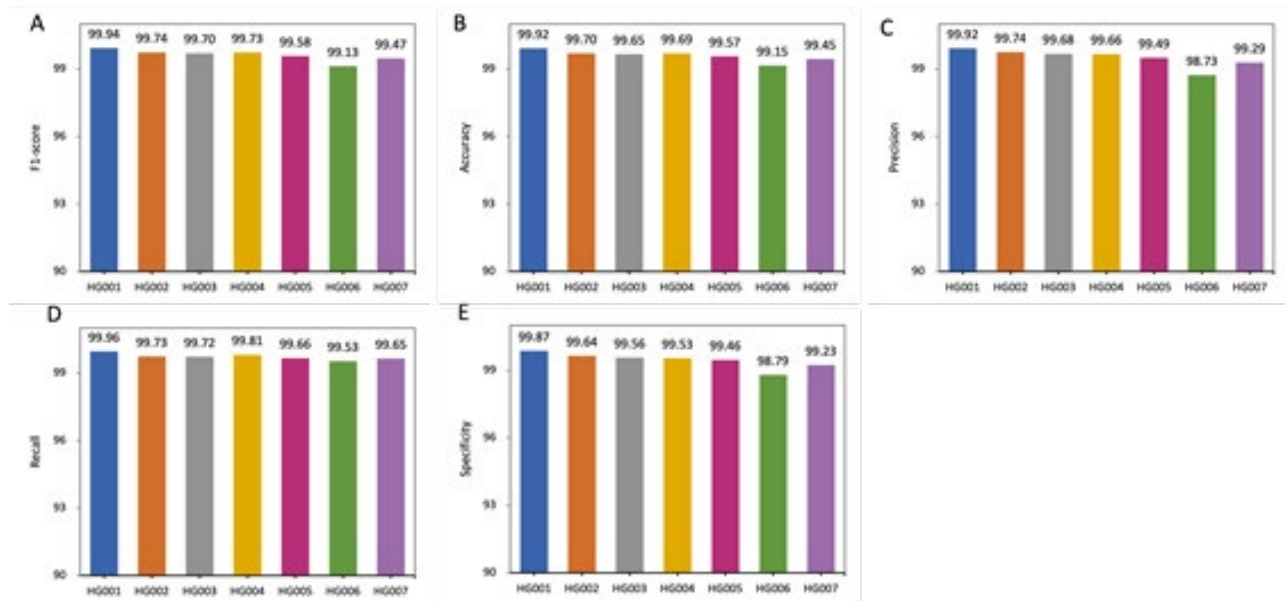 A
99.94 99.74 99.70 99.73 99.58 99.13 99.47
99
96
93
90
F1-score
HG001 HG002 HG003 HG004 HG005 HG006 HG007
B
99.92 99.70 99.65 99.69 99.57 99.15 99.45
99
96
93
90
Accuracy
HG001 HG002 HG003 HG004 HG005 HG006 HG007
C
99.92 99.74 99.68 99.66 99.49 98.73 99.29
99
96
93
90
Precision
HG001 HG002 HG003 HG004 HG005 HG006 HG007
D
99.96 99.73 99.72 99.81 99.66 99.53 99.65
99
96
93
90
Recall
HG001 HG002 HG003 HG004 HG005 HG006 HG007
E
99.87 99.64 99.56 99.53 99.46 98.79 99.23
99
96
93
90
Specificity
HG001 HG002 HG003 HG004 HG005 HG006 HG007